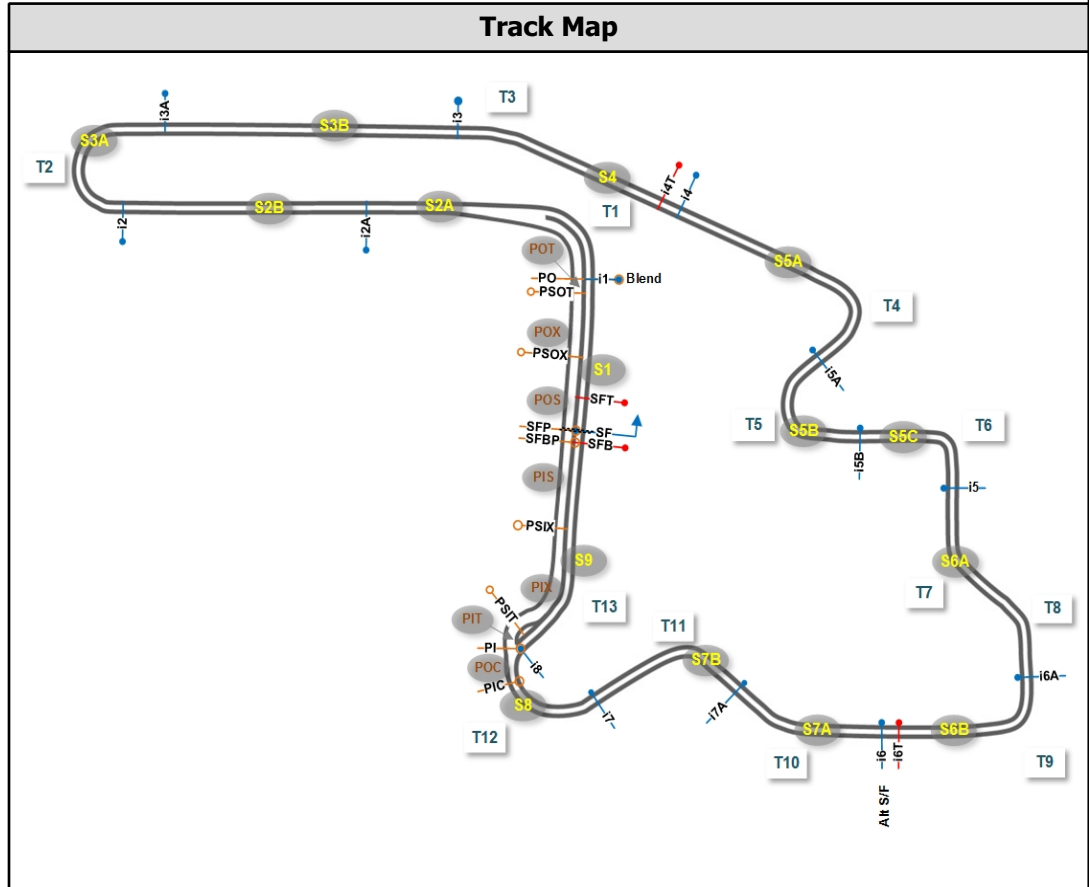 Track Map
i3A
i3
T3
S3A
S3B
T2
S4
i4T
i4
T1
i2
S2B
i2A
S2A
POT
S5A
PO
i1
Blend
PSOT
T4
POX
PSOX
S1
i5A
POS
SFT
SFP
SF
SFBP
SFB
T5
S5B
i5B
S5C
T6
PIS
i5
PSIX
S9
S6A
PIX
T7
PSIT
T13
T8
PIT
T11
PI
i8
S7B
POC
i6A
PIC
i7A
S8
i7
T12
S7A
i6
i6T
S6B
T10
T9
Alt S/F